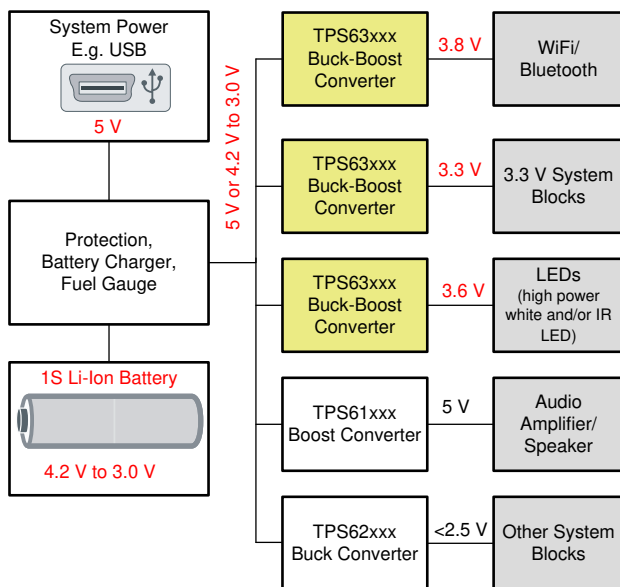 System Power
E.g. USB
5 V
Protection,
Battery Charger,
Fuel Gauge
1S Li-Ion Battery
4.2 V to 3.0 V
5 V or 4.2 V to 3.0 V
TPS63xxx
Buck-Boost
Converter
3.8 V
WiFi/
Bluetooth
TPS63xxx
Buck-Boost
Converter
3.3 V
3.3 V System
Blocks
TPS63xxx
Buck-Boost
Converter
3.6 V
LEDs
(high power
white and/or IR
LED)
TPS61xxx
Boost Converter
5 V
Audio
Amplifier/
Speaker
TPS62xxx
Buck Converter
<2.5 V
Other System
Blocks